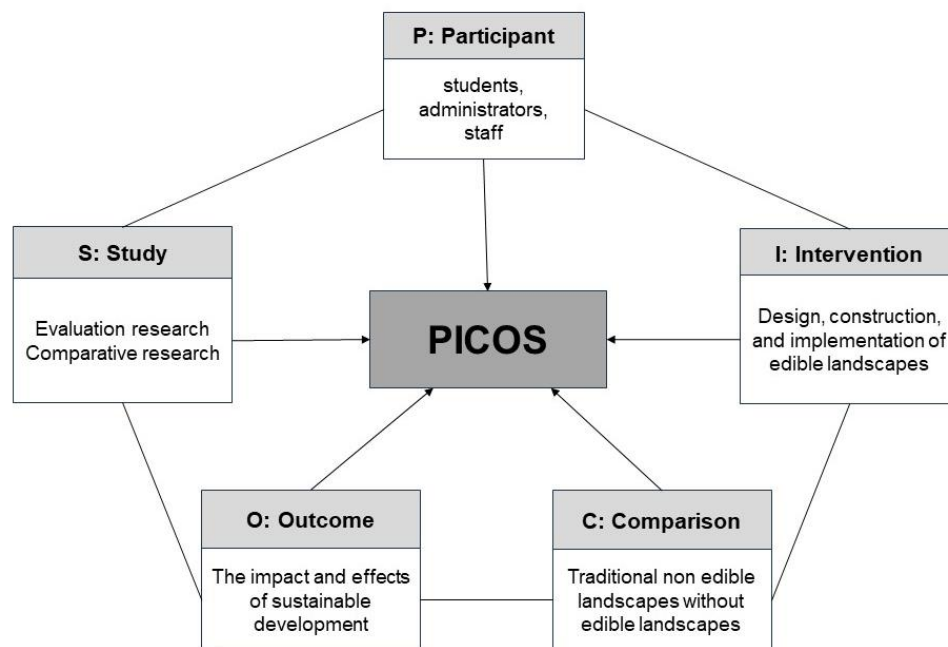 P: Participant
students,
administrators,
staff
S: Study
Evaluation research
Comparative research
I: Intervention
Design, construction,
and implementation of
edible landscapes
PICOS
O: Outcome
The impact and effects
of sustainable
development
C: Comparison
Traditional non edible
landscapes without
edible landscapes